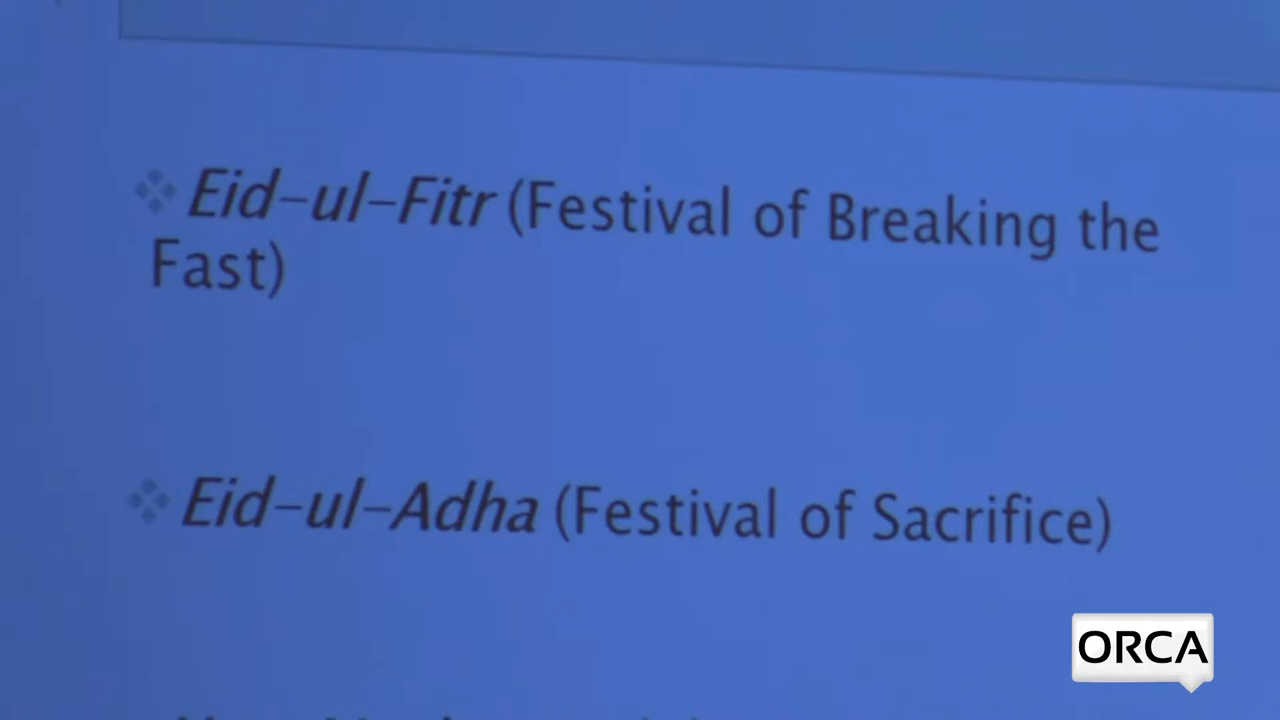 Eid-ul-Fitr (Festival of Breaking the
Fast)
Eid-ul-Adha (Festival of Sacrifice)
ORCA